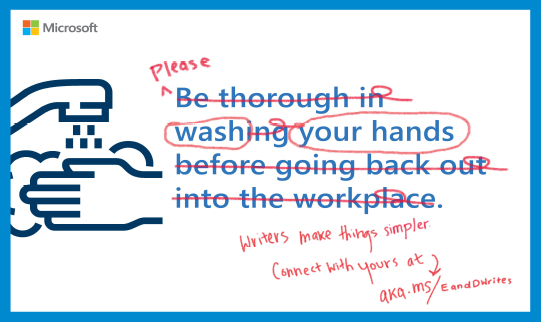 Microsoft
Please
Be thorough in
washing your hands
before going back out
into the workplace.
Writers make things simpler.
Connect with yours at
aka.ms/EandDWrites